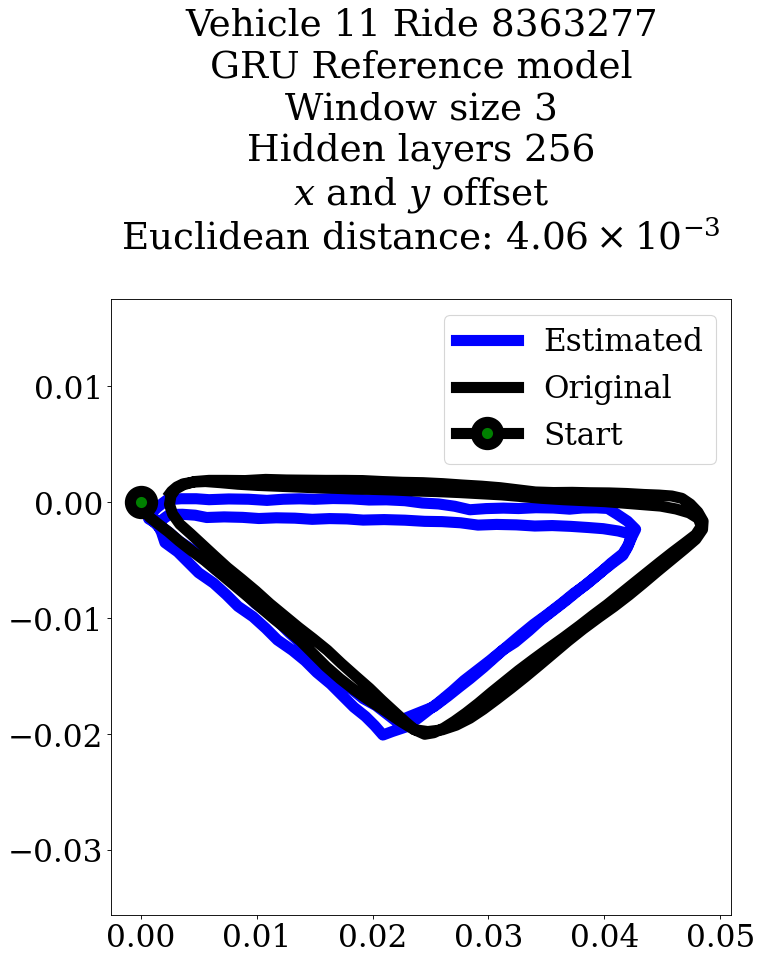 Vehicle 11 Ride 8363277
GRU Reference model
Window size 3
Hidden layers 256
x and y offset
Euclidean distance: 4.06 × 10⁻³
Estimated
Original
Start
0.01
0.00
−0.01
−0.02
−0.03
0.00 0.01 0.02 0.03 0.04 0.05